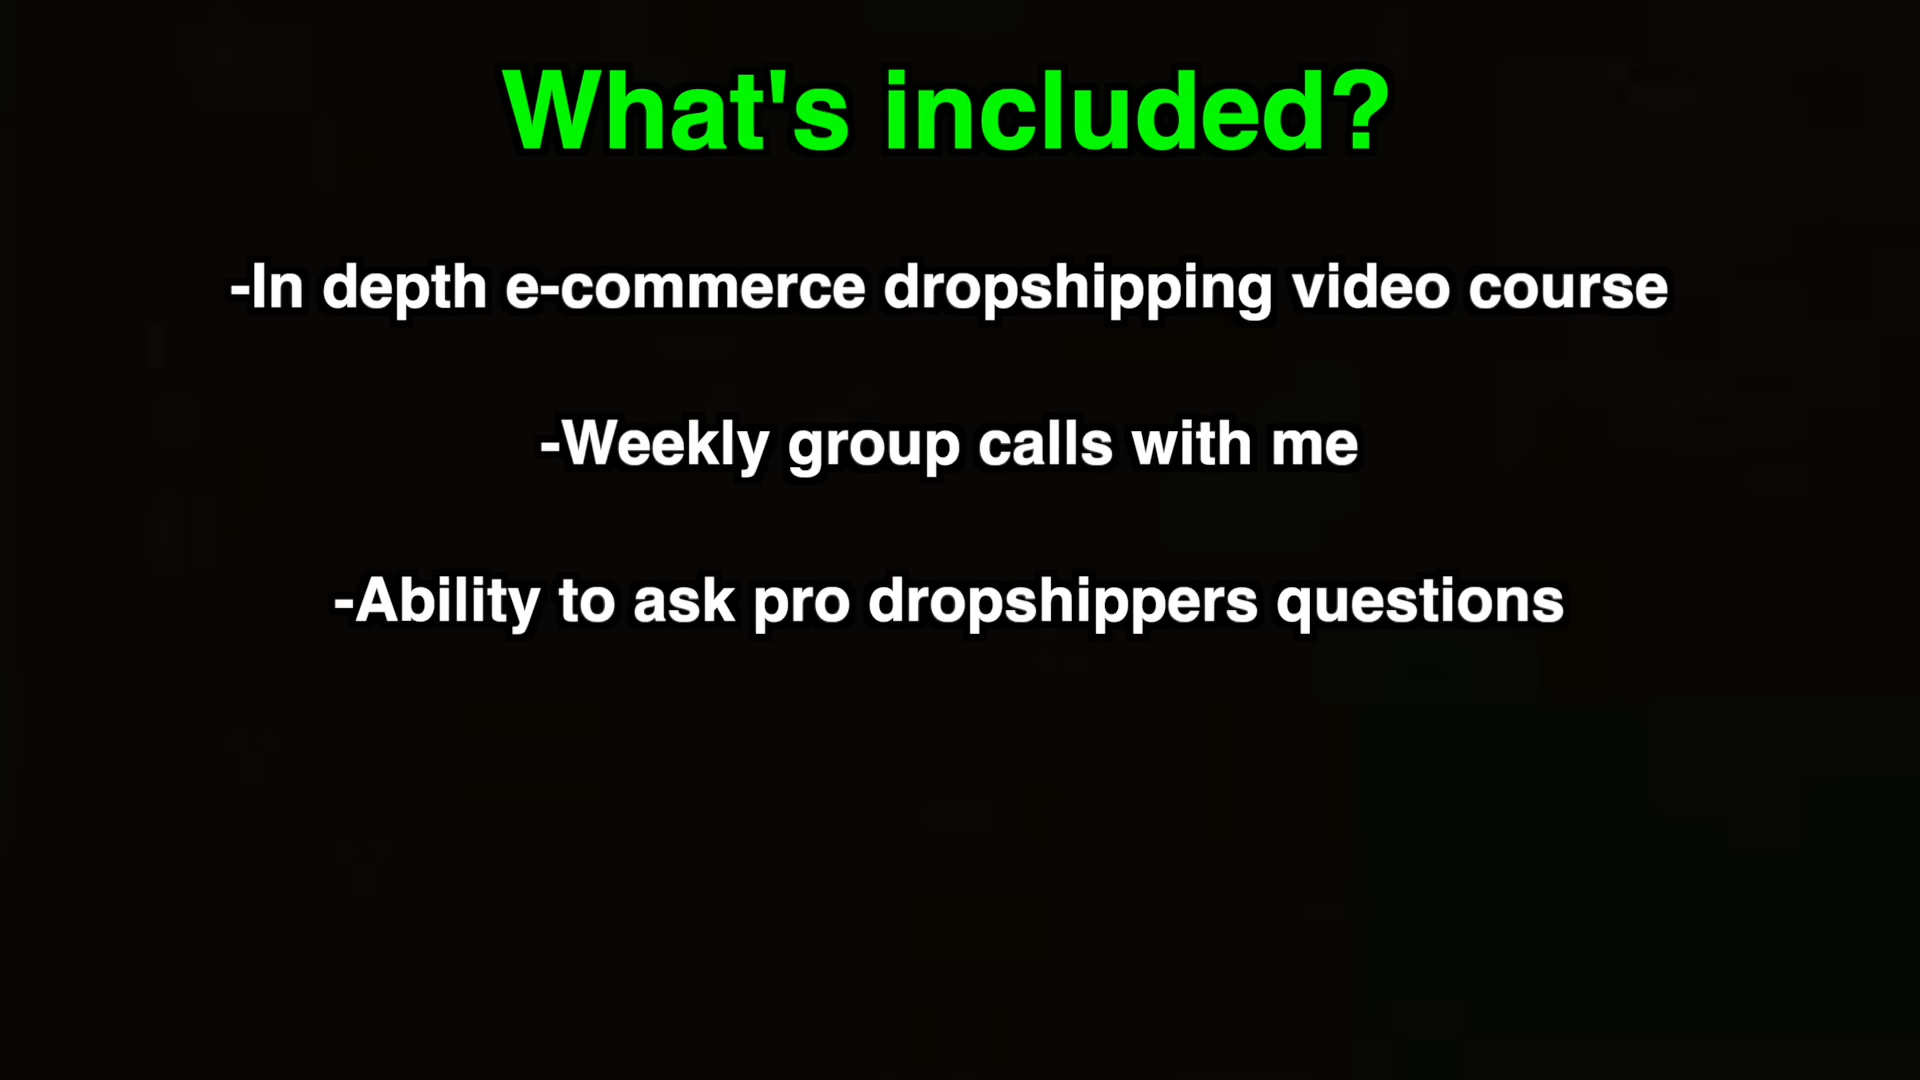 What's included?
-In depth e-commerce dropshipping video course
-Weekly group calls with me
-Ability to ask pro dropshippers questions